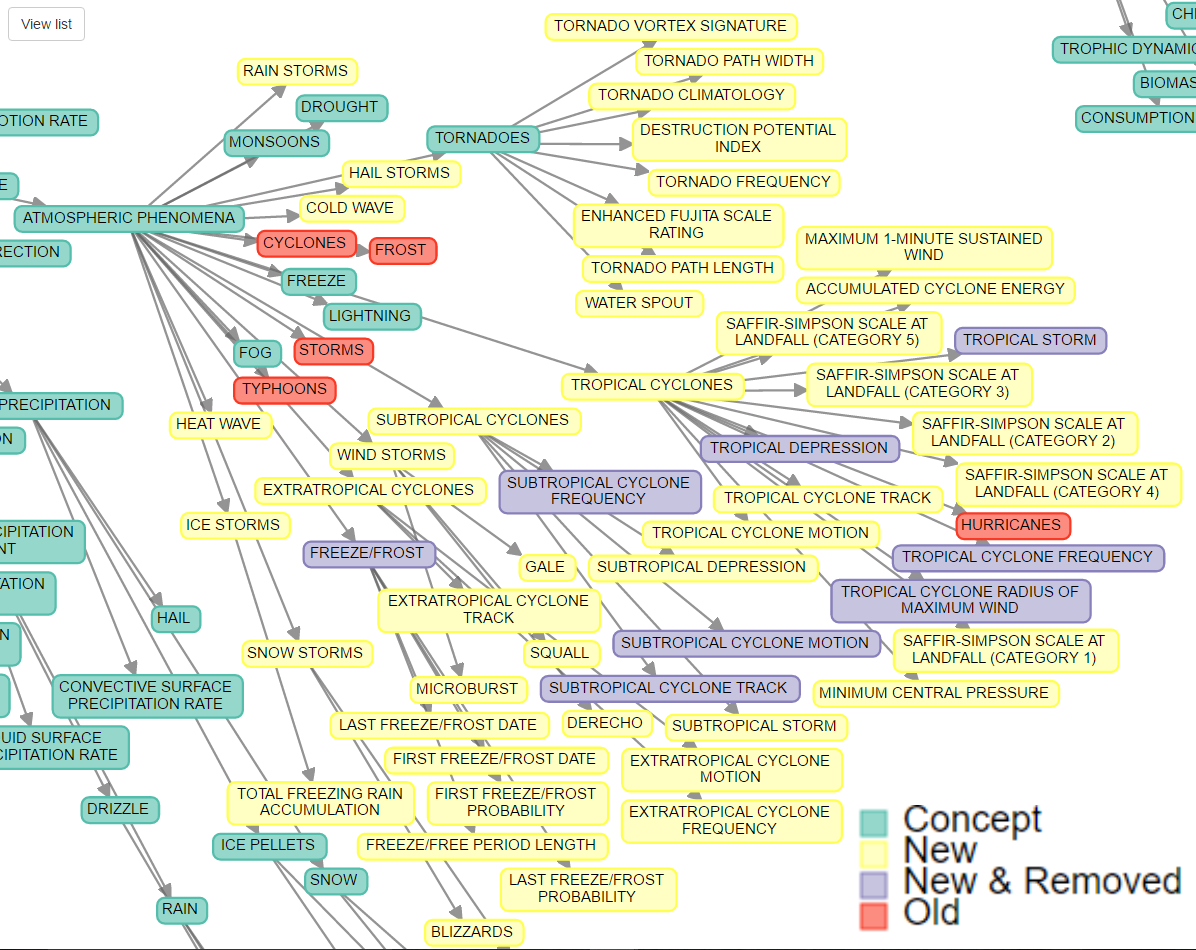 View list
TORNADO VORTEX SIGNATURE
CHE
TROPHIC DYNAMIC
TORNADO PATH WIDTH
RAIN STORMS
BIOMAS
TORNADO CLIMATOLOGY
DROUGHT
CONSUMPTION
OTION RATE
MONSOONS
TORNADOES
DESTRUCTION POTENTIAL
INDEX
HAIL STORMS
TORNADO FREQUENCY
E
COLD WAVE
ATMOSPHERIC PHENOMENA
ENHANCED FUJITA SCALE
RATING
CYCLONES
FROST
MAXIMUM 1-MINUTE SUSTAINED
WIND
RECTION
TORNADO PATH LENGTH
FREEZE
ACCUMULATED CYCLONE ENERGY
WATER SPOUT
LIGHTNING
SAFFIR-SIMPSON SCALE AT
LANDFALL (CATEGORY 5)
TROPICAL STORM
FOG
STORMS
TROPICAL CYCLONES
SAFFIR-SIMPSON SCALE AT
LANDFALL (CATEGORY 3)
TYPHOONS
PRECIPITATION
HEAT WAVE
SUBTROPICAL CYCLONES
SAFFIR-SIMPSON SCALE AT
LANDFALL (CATEGORY 2)
ON
WIND STORMS
TROPICAL DEPRESSION
SAFFIR-SIMPSON SCALE AT
LANDFALL (CATEGORY 4)
EXTRATROPICAL CYCLONES
SUBTROPICAL CYCLONE
FREQUENCY
TROPICAL CYCLONE TRACK
ICE STORMS
HURRICANES
TROPICAL CYCLONE MOTION
CIPITATION
NT
FREEZE/FROST
TROPICAL CYCLONE FREQUENCY
GALE
SUBTROPICAL DEPRESSION
TATION
TROPICAL CYCLONE RADIUS OF
MAXIMUM WIND
EXTRATROPICAL CYCLONE
TRACK
HAIL
N
SUBTROPICAL CYCLONE MOTION
SAFFIR-SIMPSON SCALE AT
LANDFALL (CATEGORY 1)
SNOW STORMS
SQUALL
CONVECTIVE SURFACE
PRECIPITATION RATE
MICROBURST
SUBTROPICAL CYCLONE TRACK
MINIMUM CENTRAL PRESSURE
LAST FREEZE/FROST DATE
DERECHO
SUBTROPICAL STORM
UID SURFACE
CIPITATION RATE
FIRST FREEZE/FROST DATE
EXTRATROPICAL CYCLONE
MOTION
TOTAL FREEZING RAIN
ACCUMULATION
FIRST FREEZE/FROST
PROBABILITY
DRIZZLE
EXTRATROPICAL CYCLONE
FREQUENCY
ICE PELLETS
FREEZE/FREE PERIOD LENGTH
SNOW
LAST FREEZE/FROST
PROBABILITY
RAIN
BLIZZARDS
Concept
New
New & Removed
Old